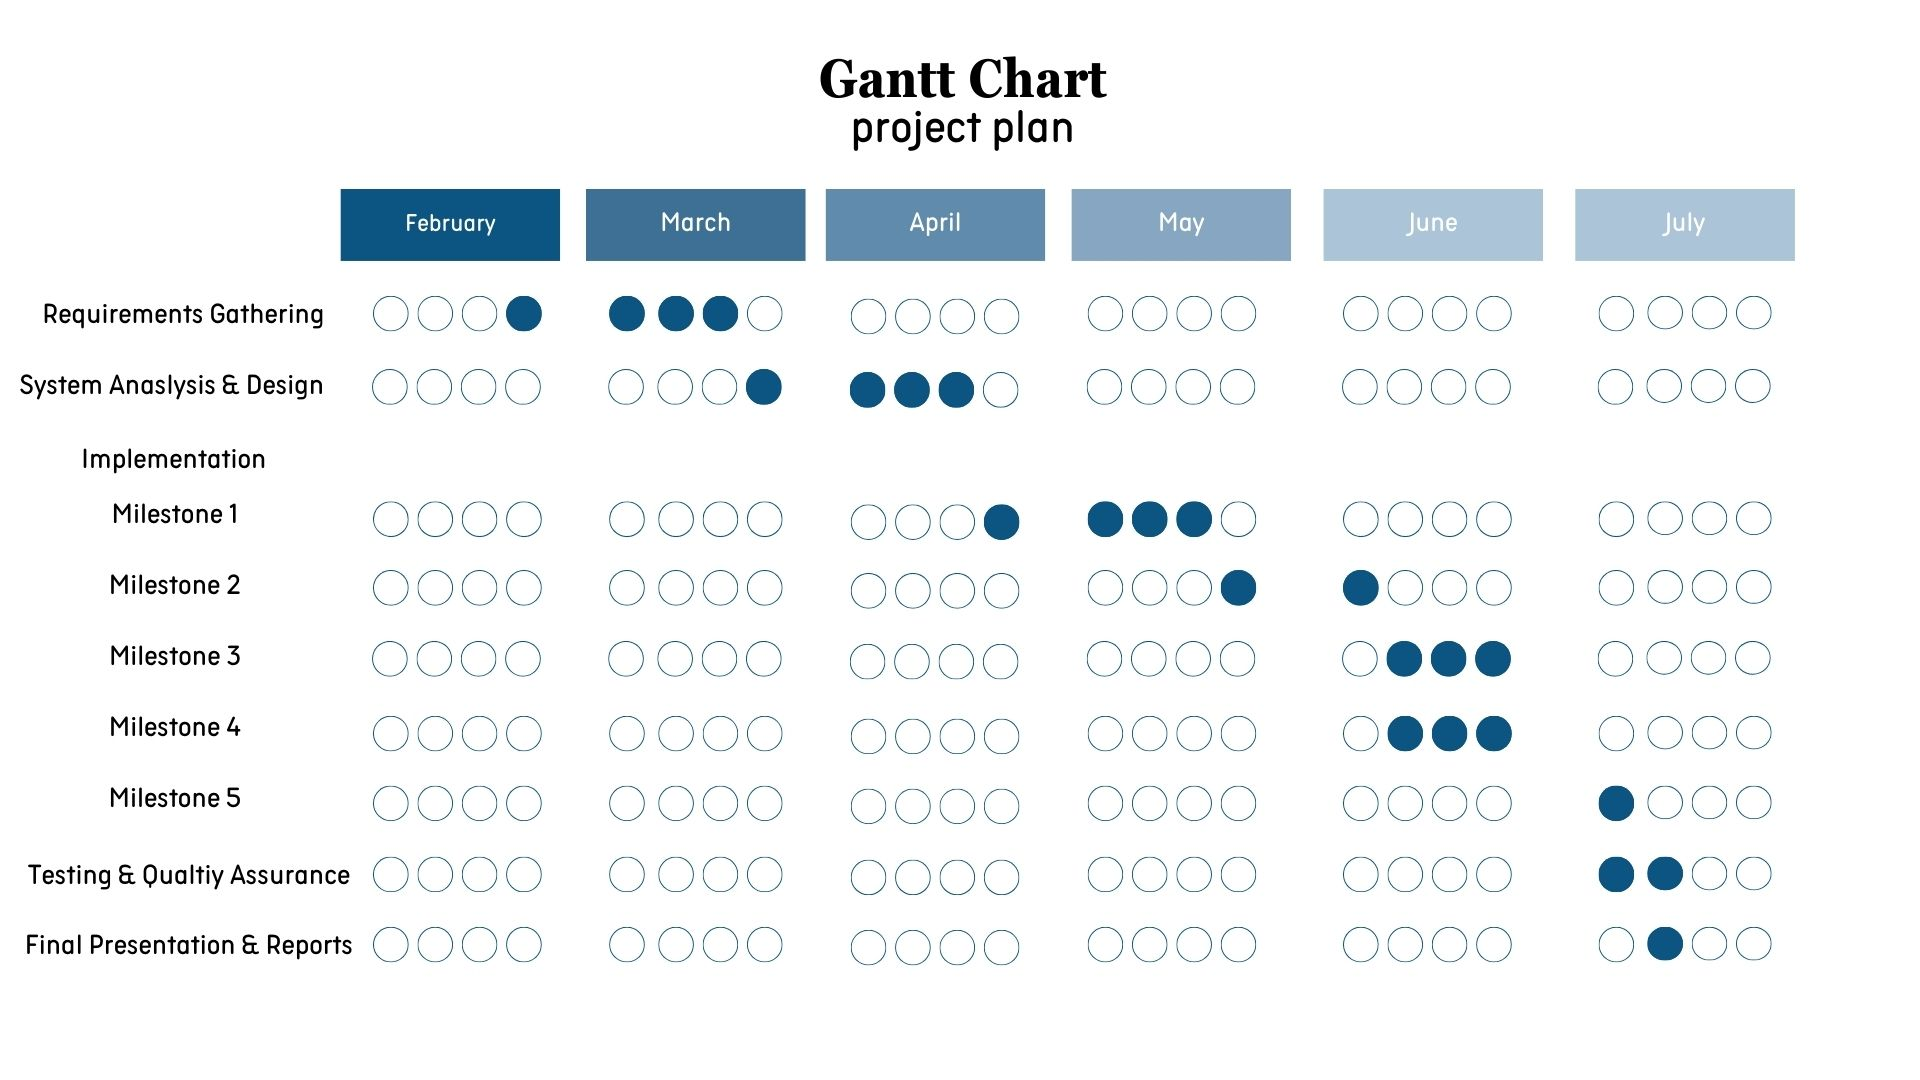 Gantt Chart
project plan
February March April May June July
Requirements Gathering
System Anaslysis & Design
Implementation
Milestone 1
Milestone 2
Milestone 3
Milestone 4
Milestone 5
Testing & Qualtiy Assurance
Final Presentation & Reports